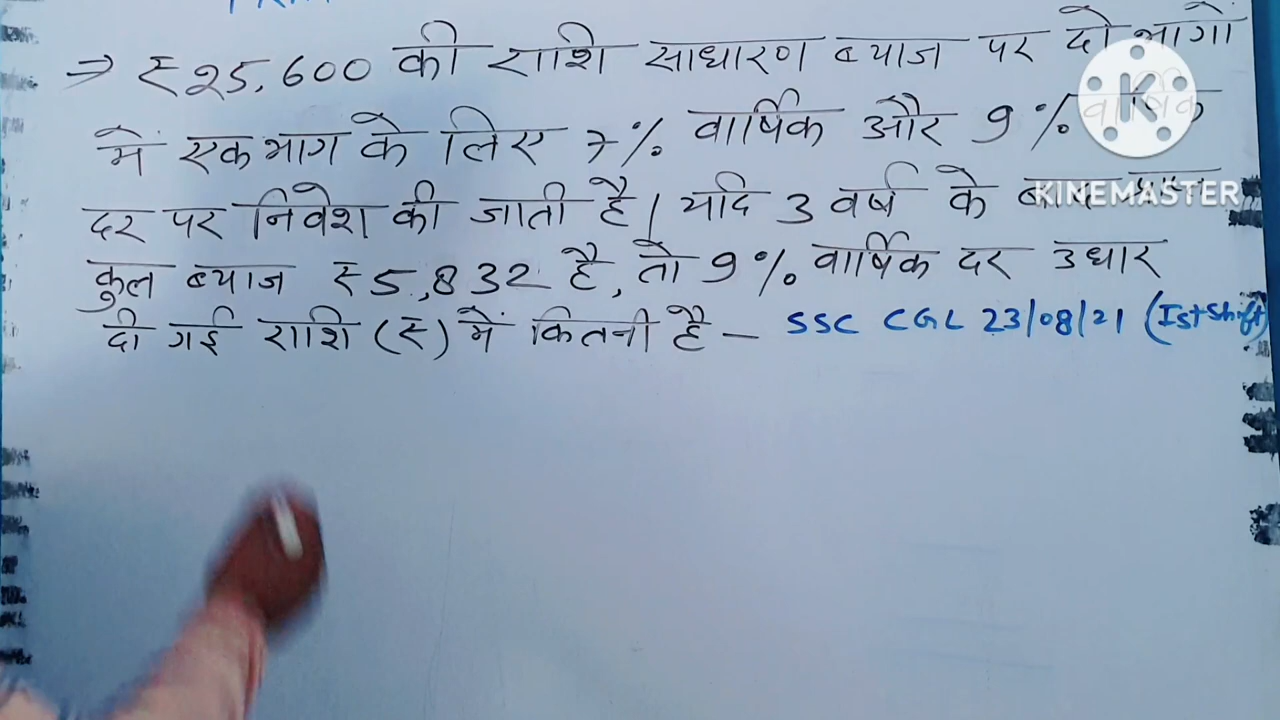 ⇒ ₹25,600 की राशि साधारण ब्याज पर दो भागों
में एक भाग के लिए 7% वार्षिक और 9% वार्षिक
दर पर निवेश की जाती है। यदि 3 वर्ष के बाद
कुल ब्याज ₹5,832 है, तो 9% वार्षिक दर उधार
दी गई राशि (₹) में कितनी है –
SSC CGL 23/08/21 (Ist Shift)
K
KINEMASTER